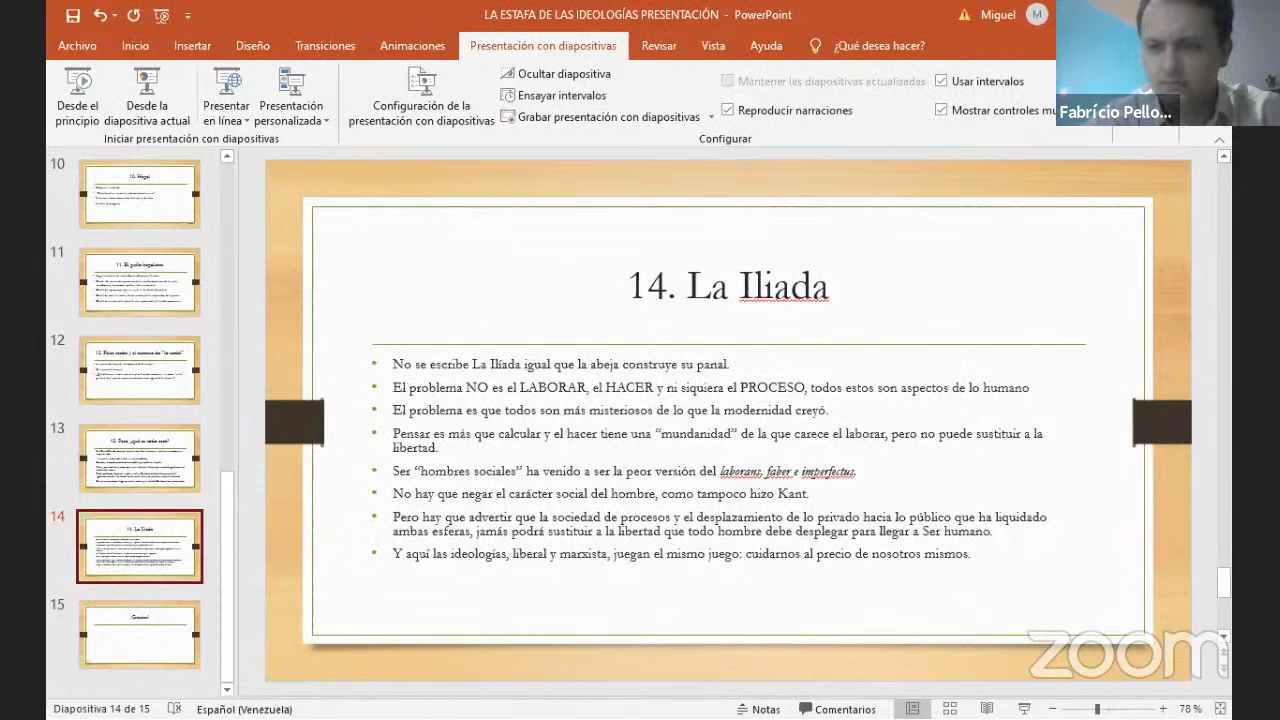 LA ESTAFA DE LAS IDEOLOGÍAS PRESENTACIÓN - PowerPoint
Miguel
M
Archivo Inicio Insertar Diseño Transiciones Animaciones Presentación con diapositivas Revisar Vista Ayuda ¿Qué desea hacer?
Desde el principio
Desde la diapositiva actual
Presentar en línea
Presentación personalizada
Iniciar presentación con diapositivas
Configuración de la presentación con diapositivas
Ocultar diapositiva
Ensayar intervalos
Grabar presentación con diapositivas
Mantener las diapositivas actualizadas
Reproducir narraciones
Usar intervalos
Mostrar controles mu
Configurar
Fabrício Pello...
10
10. Hegel
11
12
13
14
14. La Iliada
15
14. La Iliada
No se escribe La Ilíada igual que la abeja construye su panal.
El problema NO es el LABORAR, el HACER y ni siquiera el PROCESO, todos estos son aspectos de lo humano
El problema es que todos son más misteriosos de lo que la modernidad creyó.
Pensar es más que calcular y el hacer tiene una “mundanidad” de la que carece el laborar, pero no puede sustituir a la
libertad.
Ser “hombres sociales” ha venido a ser la peor versión del laborans, faber e imperfectus.
No hay que negar el carácter social del hombre, como tampoco hizo Kant.
Pero hay que advertir que la sociedad de procesos y el desplazamiento de lo privado hacia lo público que ha liquidado
ambas esferas, jamás podrá sustituir a la libertad que todo hombre debe desplegar para llegar a Ser humano.
Y aquí las ideologías, liberal y marxista, juegan el mismo juego: cuidarnos al precio de nosotros mismos.
zoom
Diapositiva 14 de 15 Español (Venezuela) Notas Comentarios 78 %